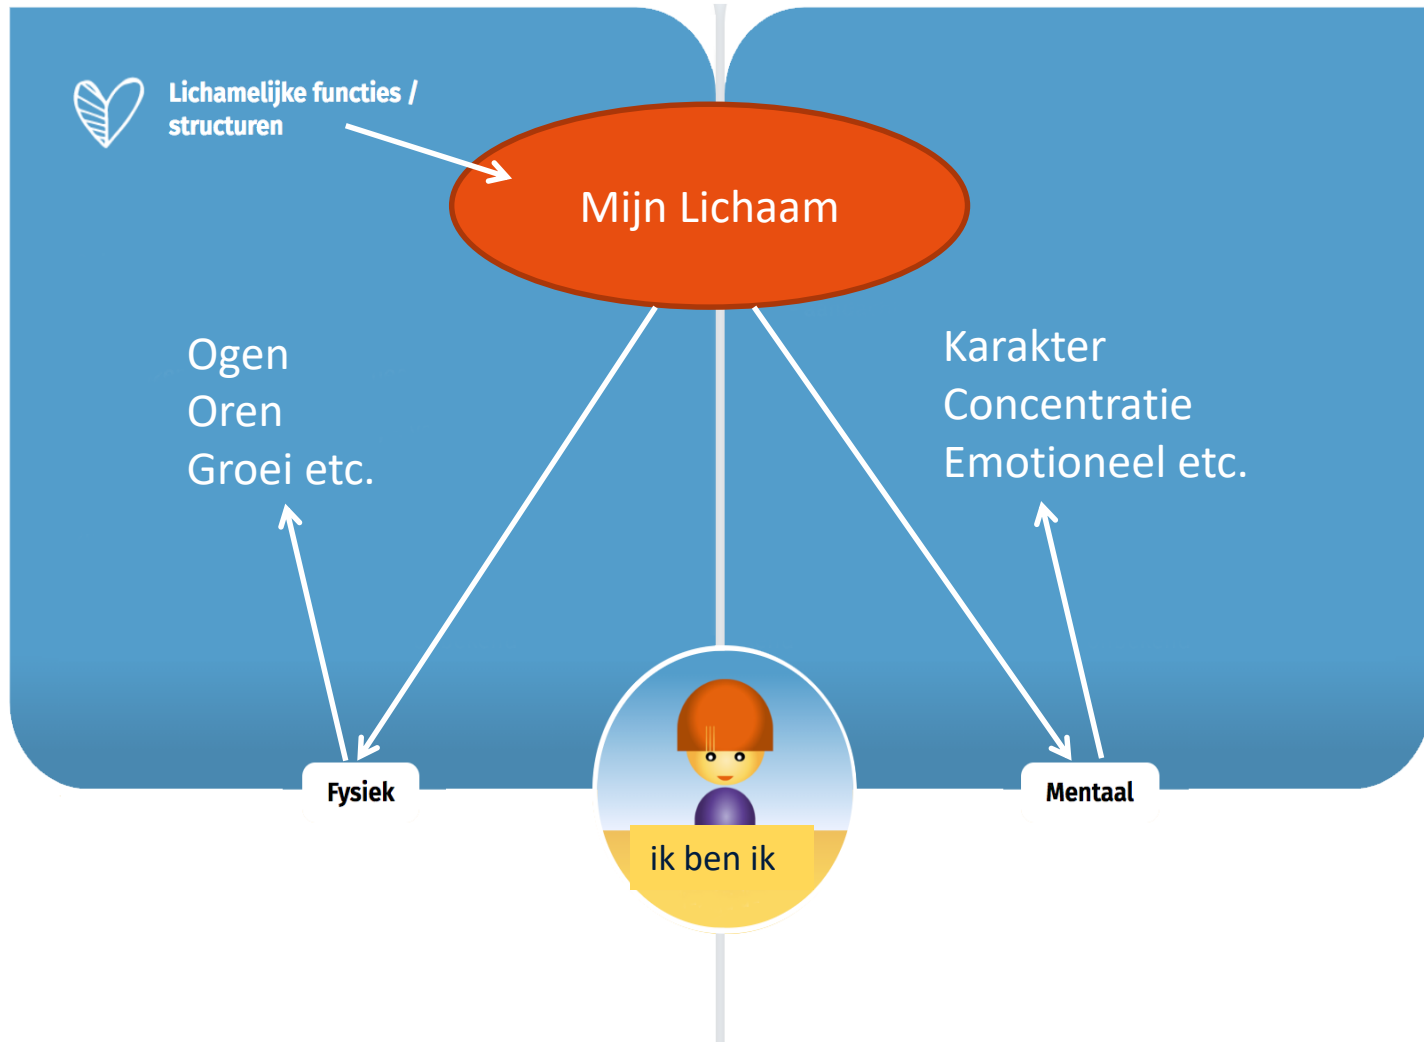 Lichamelijke functies /
structuren
Mijn Lichaam
Ogen
Oren
Groei etc.
Karakter
Concentratie
Emotioneel etc.
Fysiek
Mentaal
ik ben ik